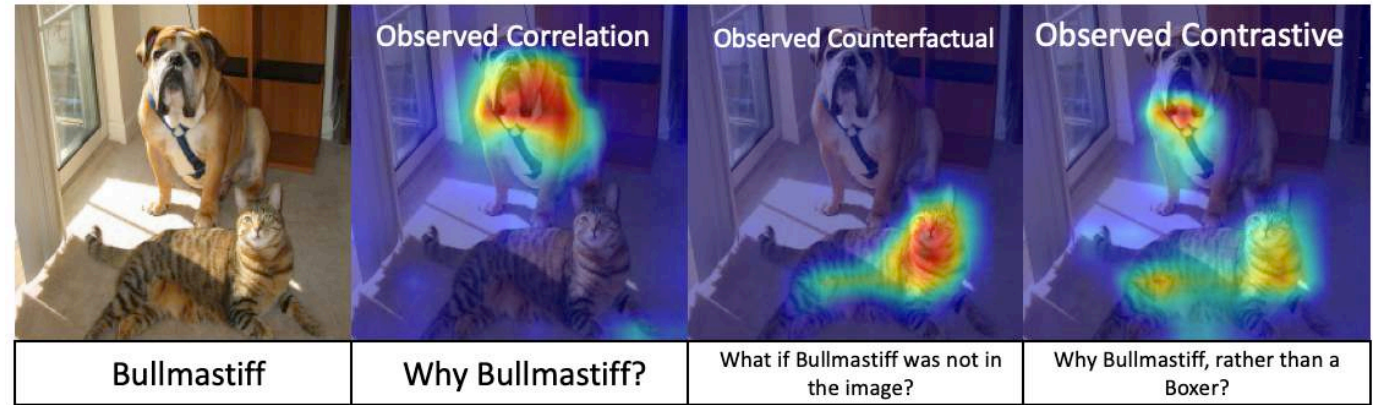 Observed Correlation
Observed Counterfactual
Observed Contrastive
Bullmastiff
Why Bullmastiff?
What if Bullmastiff was not in
the image?
Why Bullmastiff, rather than a
Boxer?